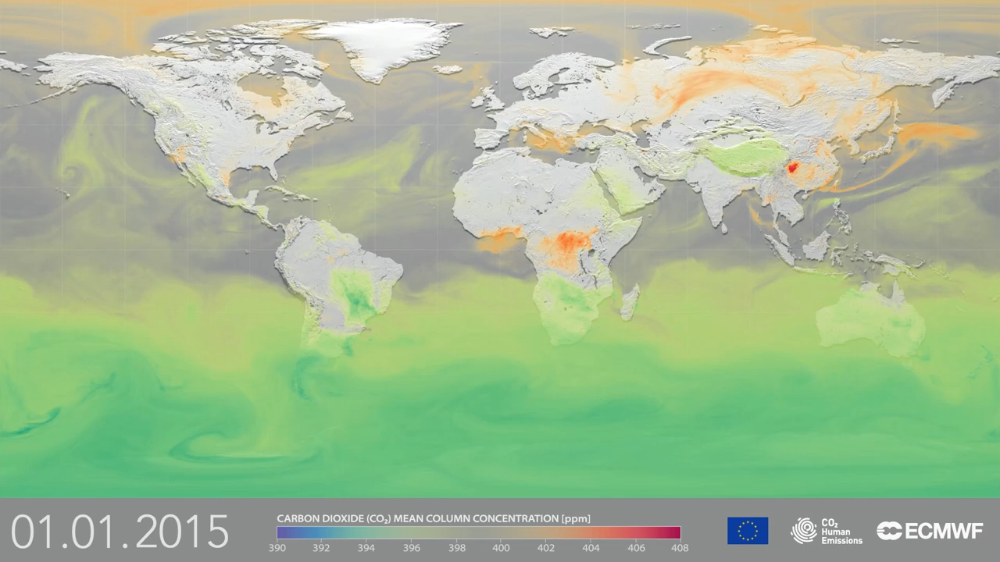 01.01.2015
CARBON DIOXIDE (CO₂) MEAN COLUMN CONCENTRATION [ppm]
390 392 394 396 398 400 402 404 406 408
CO₂
Human
Emissions
ECMWF